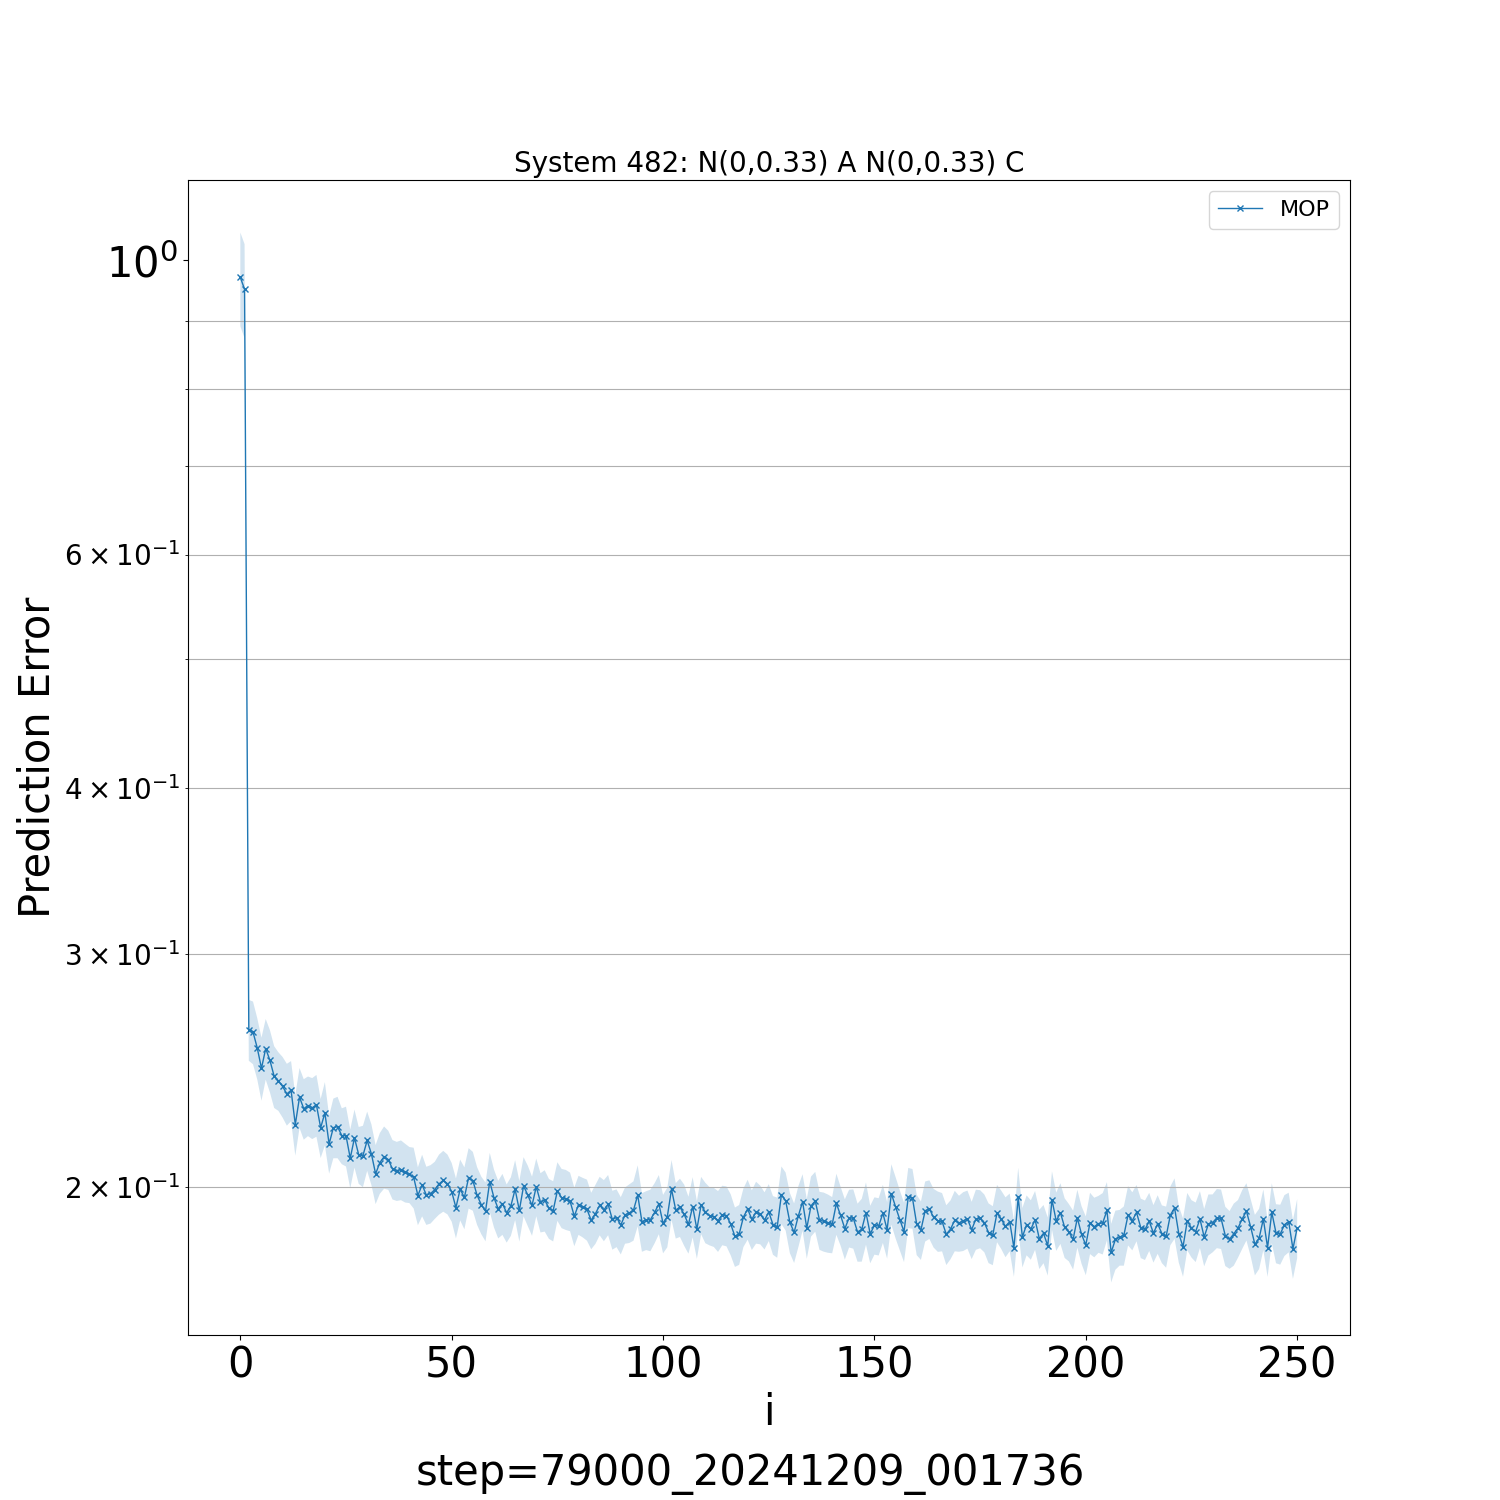 System 482: N(0,0.33) A N(0,0.33) C
MOP
10⁰
6 × 10⁻¹
4 × 10⁻¹
3 × 10⁻¹
2 × 10⁻¹
Prediction Error
0 50 100 150 200 250
i
step=79000_20241209_001736